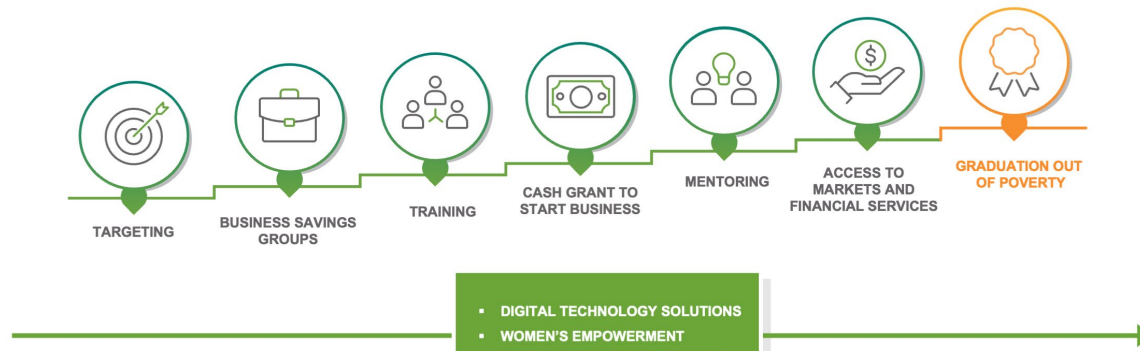 $
TARGETING
BUSINESS SAVINGS
GROUPS
TRAINING
CASH GRANT TO
START BUSINESS
MENTORING
ACCESS TO
MARKETS AND
FINANCIAL SERVICES
GRADUATION OUT
OF POVERTY
▪ DIGITAL TECHNOLOGY SOLUTIONS
▪ WOMEN'S EMPOWERMENT